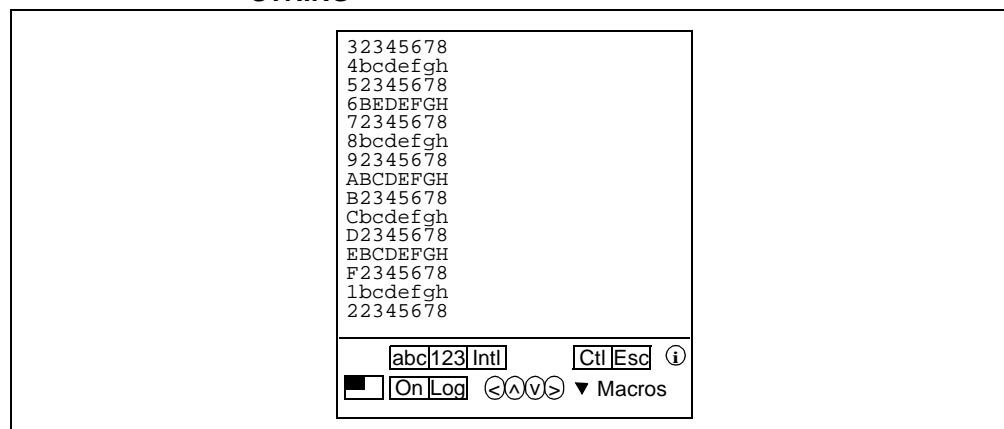 32345678
4bcdefgh
52345678
6BEDEFGH
72345678
8bcdefgh
92345678
ABCDEFGH
B2345678
Cbcdefgh
D2345678
EBCDEFGH
F2345678
1bcdefgh
22345678
abc 123 Intl Ctl Esc i
On Log < ^ v > ▼ Macros